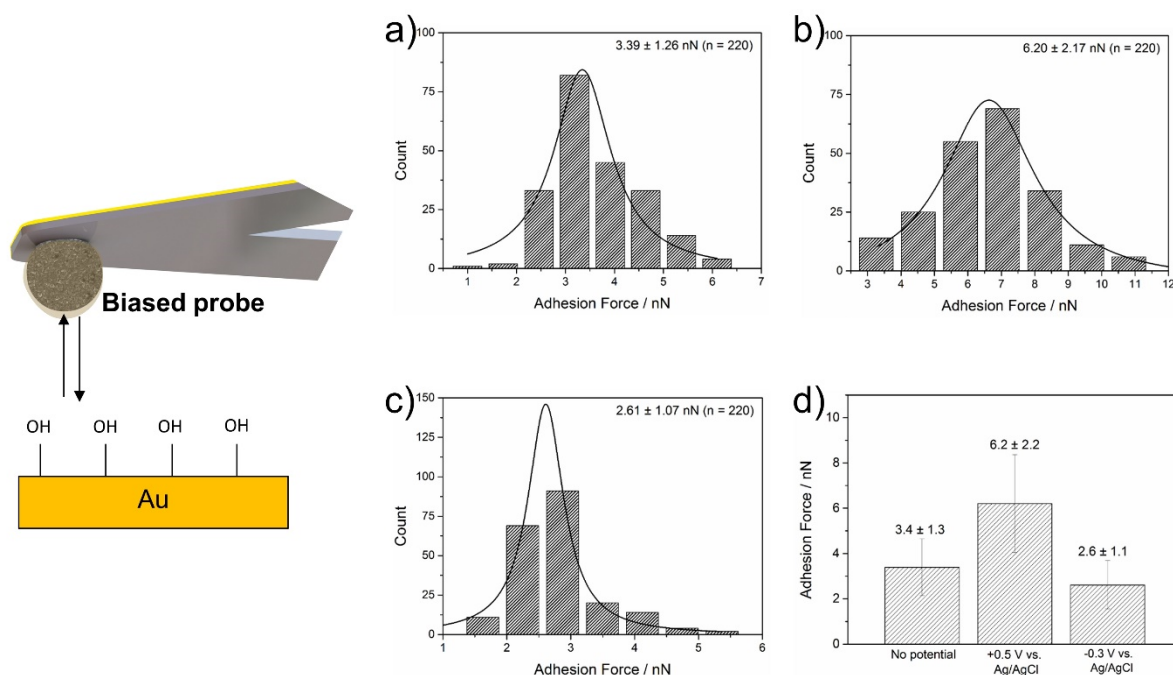 Biased probe
OH OH OH OH
Au
a)
3.39 ± 1.26 nN (n = 220)
100
75
50
25
0
Count
1 2 3 4 5 6 7
Adhesion Force / nN
b)
6.20 ± 2.17 nN (n = 220)
100
75
50
25
0
Count
3 4 5 6 7 8 9 10 11 12
Adhesion Force / nN
c)
2.61 ± 1.07 nN (n = 220)
150
125
100
75
50
25
0
Count
1 2 3 4 5 6
Adhesion Force / nN
d)
10
8
6
4
2
0
Adhesion Force / nN
3.4 ± 1.3
6.2 ± 2.2
2.6 ± 1.1
No potential
+0.5 V vs.
Ag/AgCl
-0.3 V vs.
Ag/AgCl